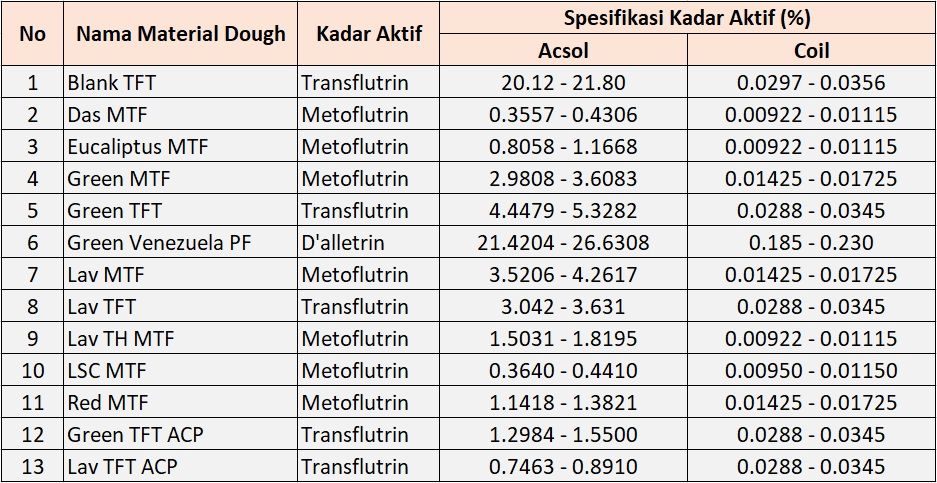 No Nama Material Dough Kadar Aktif Spesifikasi Kadar Aktif (%)
Acsol Coil
1 Blank TFT Transflutrin 20.12 - 21.80 0.0297 - 0.0356
2 Das MTF Metoflutrin 0.3557 - 0.4306 0.00922 - 0.01115
3 Eucaliptus MTF Metoflutrin 0.8058 - 1.1668 0.00922 - 0.01115
4 Green MTF Metoflutrin 2.9808 - 3.6083 0.01425 - 0.01725
5 Green TFT Transflutrin 4.4479 - 5.3282 0.0288 - 0.0345
6 Green Venezuela PF D'alletrin 21.4204 - 26.6308 0.185 - 0.230
7 Lav MTF Metoflutrin 3.5206 - 4.2617 0.01425 - 0.01725
8 Lav TFT Transflutrin 3.042 - 3.631 0.0288 - 0.0345
9 Lav TH MTF Metoflutrin 1.5031 - 1.8195 0.00922 - 0.01115
10 LSC MTF Metoflutrin 0.3640 - 0.4410 0.00950 - 0.01150
11 Red MTF Metoflutrin 1.1418 - 1.3821 0.01425 - 0.01725
12 Green TFT ACP Transflutrin 1.2984 - 1.5500 0.0288 - 0.0345
13 Lav TFT ACP Transflutrin 0.7463 - 0.8910 0.0288 - 0.0345